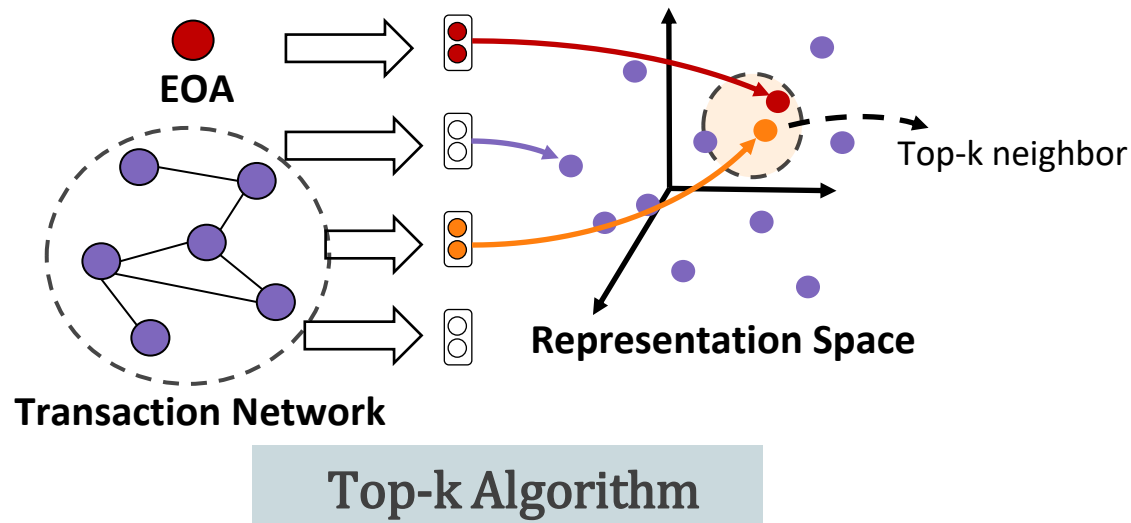 EOA
Top-k neighbor
Representation Space
Transaction Network
Top-k Algorithm